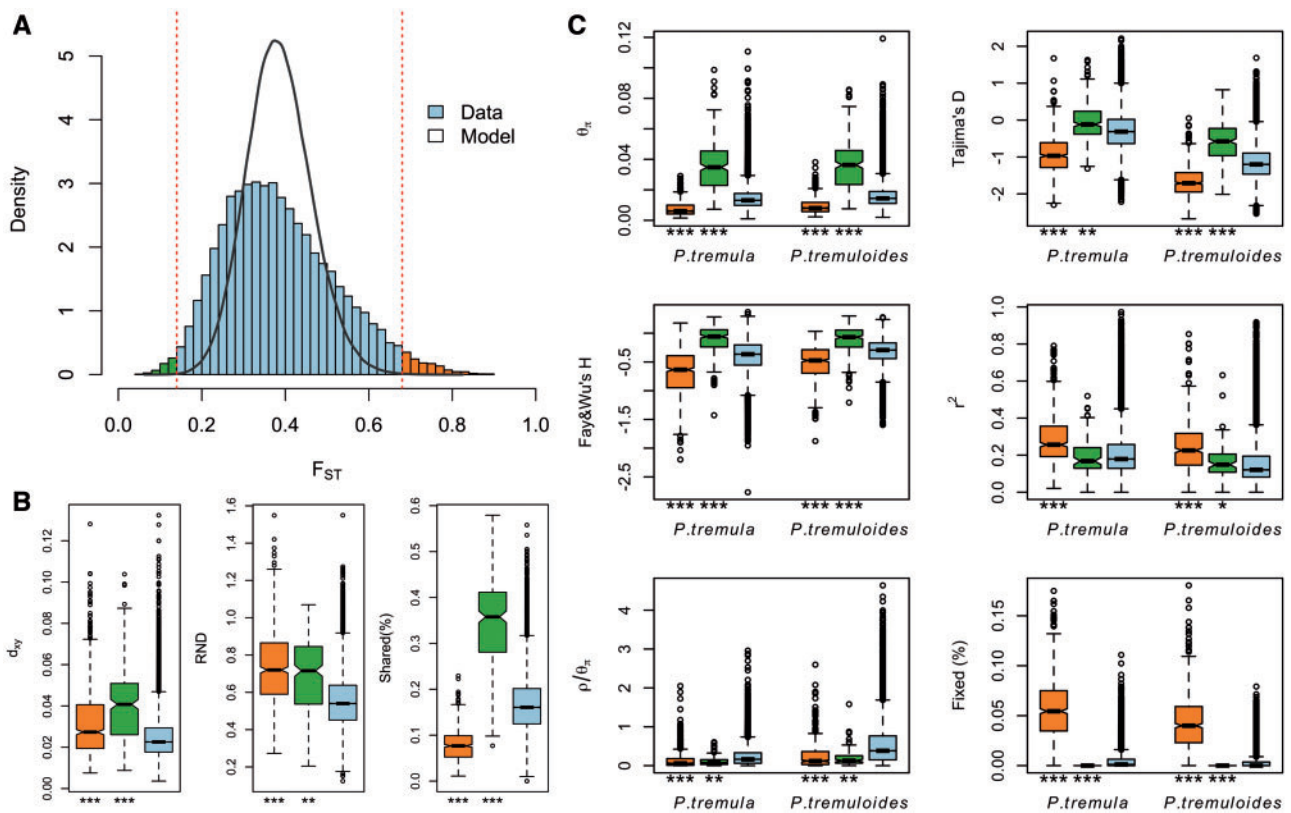 A
5
4
3
2
1
0
Density
Data
Model
0.0 0.2 0.4 0.6 0.8 1.0
F_ST
B
0.12
0.10
0.08
0.06
0.04
0.02
0.00
d_xy
*** ***
1.6
1.4
1.2
1.0
0.8
0.6
0.4
0.2
RND
*** **
0.6
0.5
0.4
0.3
0.2
0.1
0.0
Shared(%)
*** ***
C
0.12
0.08
0.04
0.00
θ_π
*** *** *** ***
P.tremula P.tremuloides
2
1
0
-1
-2
Tajima's D
*** ** *** ***
P.tremula P.tremuloides
-0.5
-1.5
-2.5
Fay&Wu's H
*** *** *** ***
P.tremula P.tremuloides
1.0
0.8
0.6
0.4
0.2
0.0
r²
*** *** *
P.tremula P.tremuloides
4
3
2
1
0
ρ/θ_π
*** ** *** **
P.tremula P.tremuloides
0.15
0.10
0.05
0.00
Fixed (%)
*** *** *** ***
P.tremula P.tremuloides